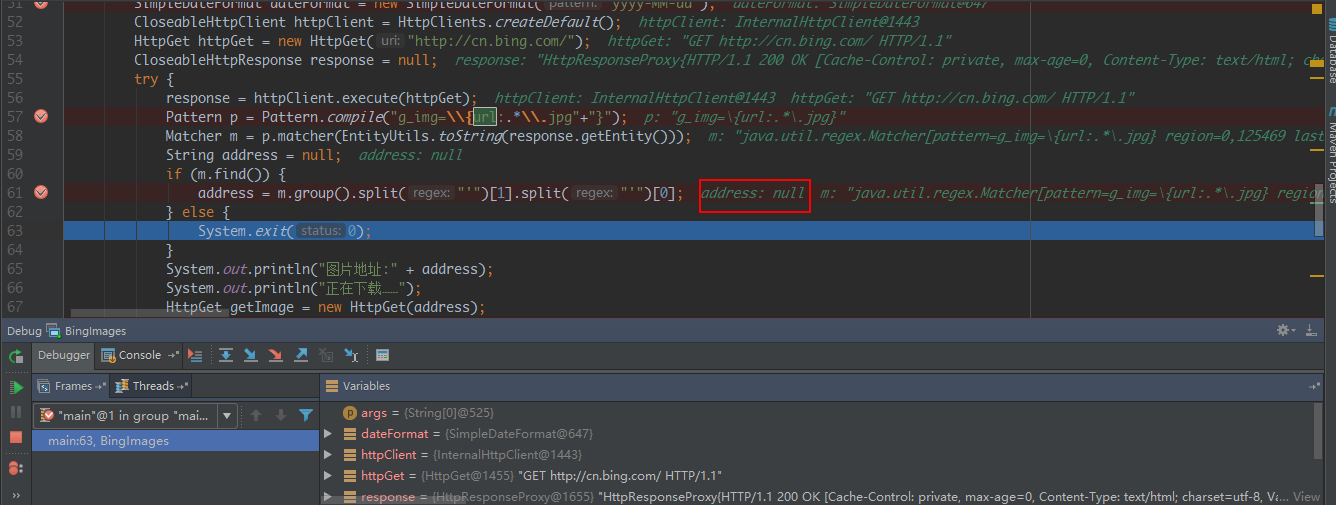 51 SimpleDateFormat dateFormat = new SimpleDateFormat( pattern: "yyyy-MM-dd"); dateFormat: SimpleDateFormat@647
52 CloseableHttpClient httpClient = HttpClients.createDefault(); httpClient: InternalHttpClient@1443
53 HttpGet httpGet = new HttpGet( uri: "http://cn.bing.com/"); httpGet: "GET http://cn.bing.com/ HTTP/1.1"
54 CloseableHttpResponse response = null; response: "HttpResponseProxy{HTTP/1.1 200 OK [Cache-Control: private, max-age=0, Content-Type: text/html; cha
55 try {
56 response = httpClient.execute(httpGet); httpClient: InternalHttpClient@1443 httpGet: "GET http://cn.bing.com/ HTTP/1.1"
57 Pattern p = Pattern.compile("g_img=\\{url:.*\\.jpg"+"}"); p: "g_img=\{url:.*\.jpg}"
58 Matcher m = p.matcher(EntityUtils.toString(response.getEntity())); m: "java.util.regex.Matcher[pattern=g_img=\{url:.*\.jpg} region=0,125469 last
59 String address = null; address: null
60 if (m.find()) {
61 address = m.group().split( regex: "'")[1].split( regex: "'")[0]; address: null m: "java.util.regex.Matcher[pattern=g_img=\{url:.*\.jpg} region
62 } else {
63 System.exit( status: 0);
64 }
65 System.out.println("图片地址:" + address);
66 System.out.println("正在下载……");
67 HttpGet getImage = new HttpGet(address);
Database
Maven Projects
Debug BingImages
Debugger Console
Frames Threads Variables
"main"@1 in group "mai...
main:63, BingImages
args = {String[0]@525}
dateFormat = {SimpleDateFormat@647}
httpClient = {InternalHttpClient@1443}
httpGet = {HttpGet@1455} "GET http://cn.bing.com/ HTTP/1.1"
response = {HttpResponseProxy@1655} "HttpResponseProxy{HTTP/1.1 200 OK [Cache-Control: private, max-age=0, Content-Type: text/html; charset=utf-8, Va... View